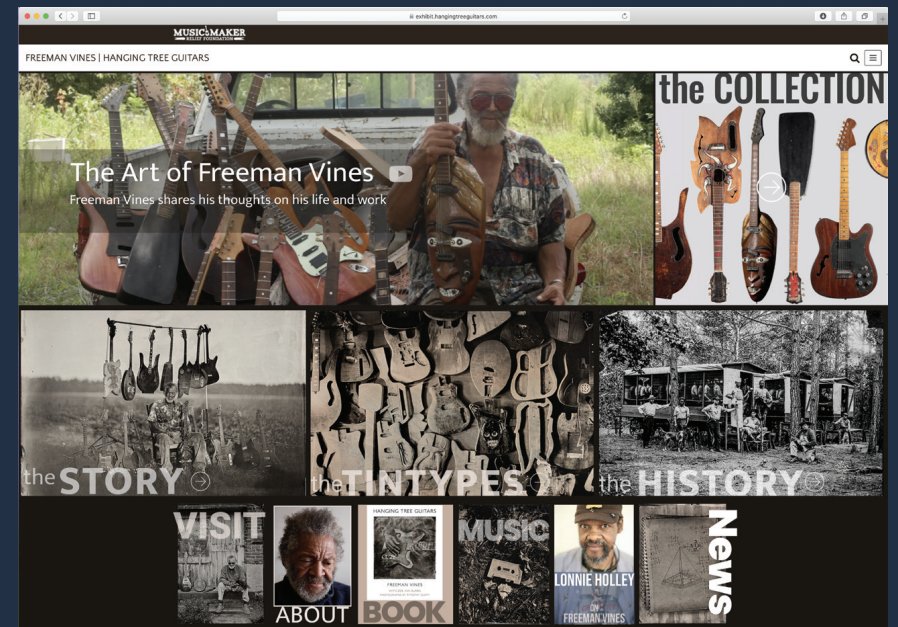 exhibit.hangingtreeguitars.com
MUSIC MAKER
RELIEF FOUNDATION
FREEMAN VINES | HANGING TREE GUITARS
the COLLECTION
The Art of Freeman Vines
Freeman Vines shares his thoughts on his life and work
the STORY
the TINTYPES
the HISTORY
VISIT
ABOUT
HANGING TREE GUITARS
FREEMAN VINES
BOOK
MUSIC
LONNIE HOLLEY
ON
FREEMAN VINES
News